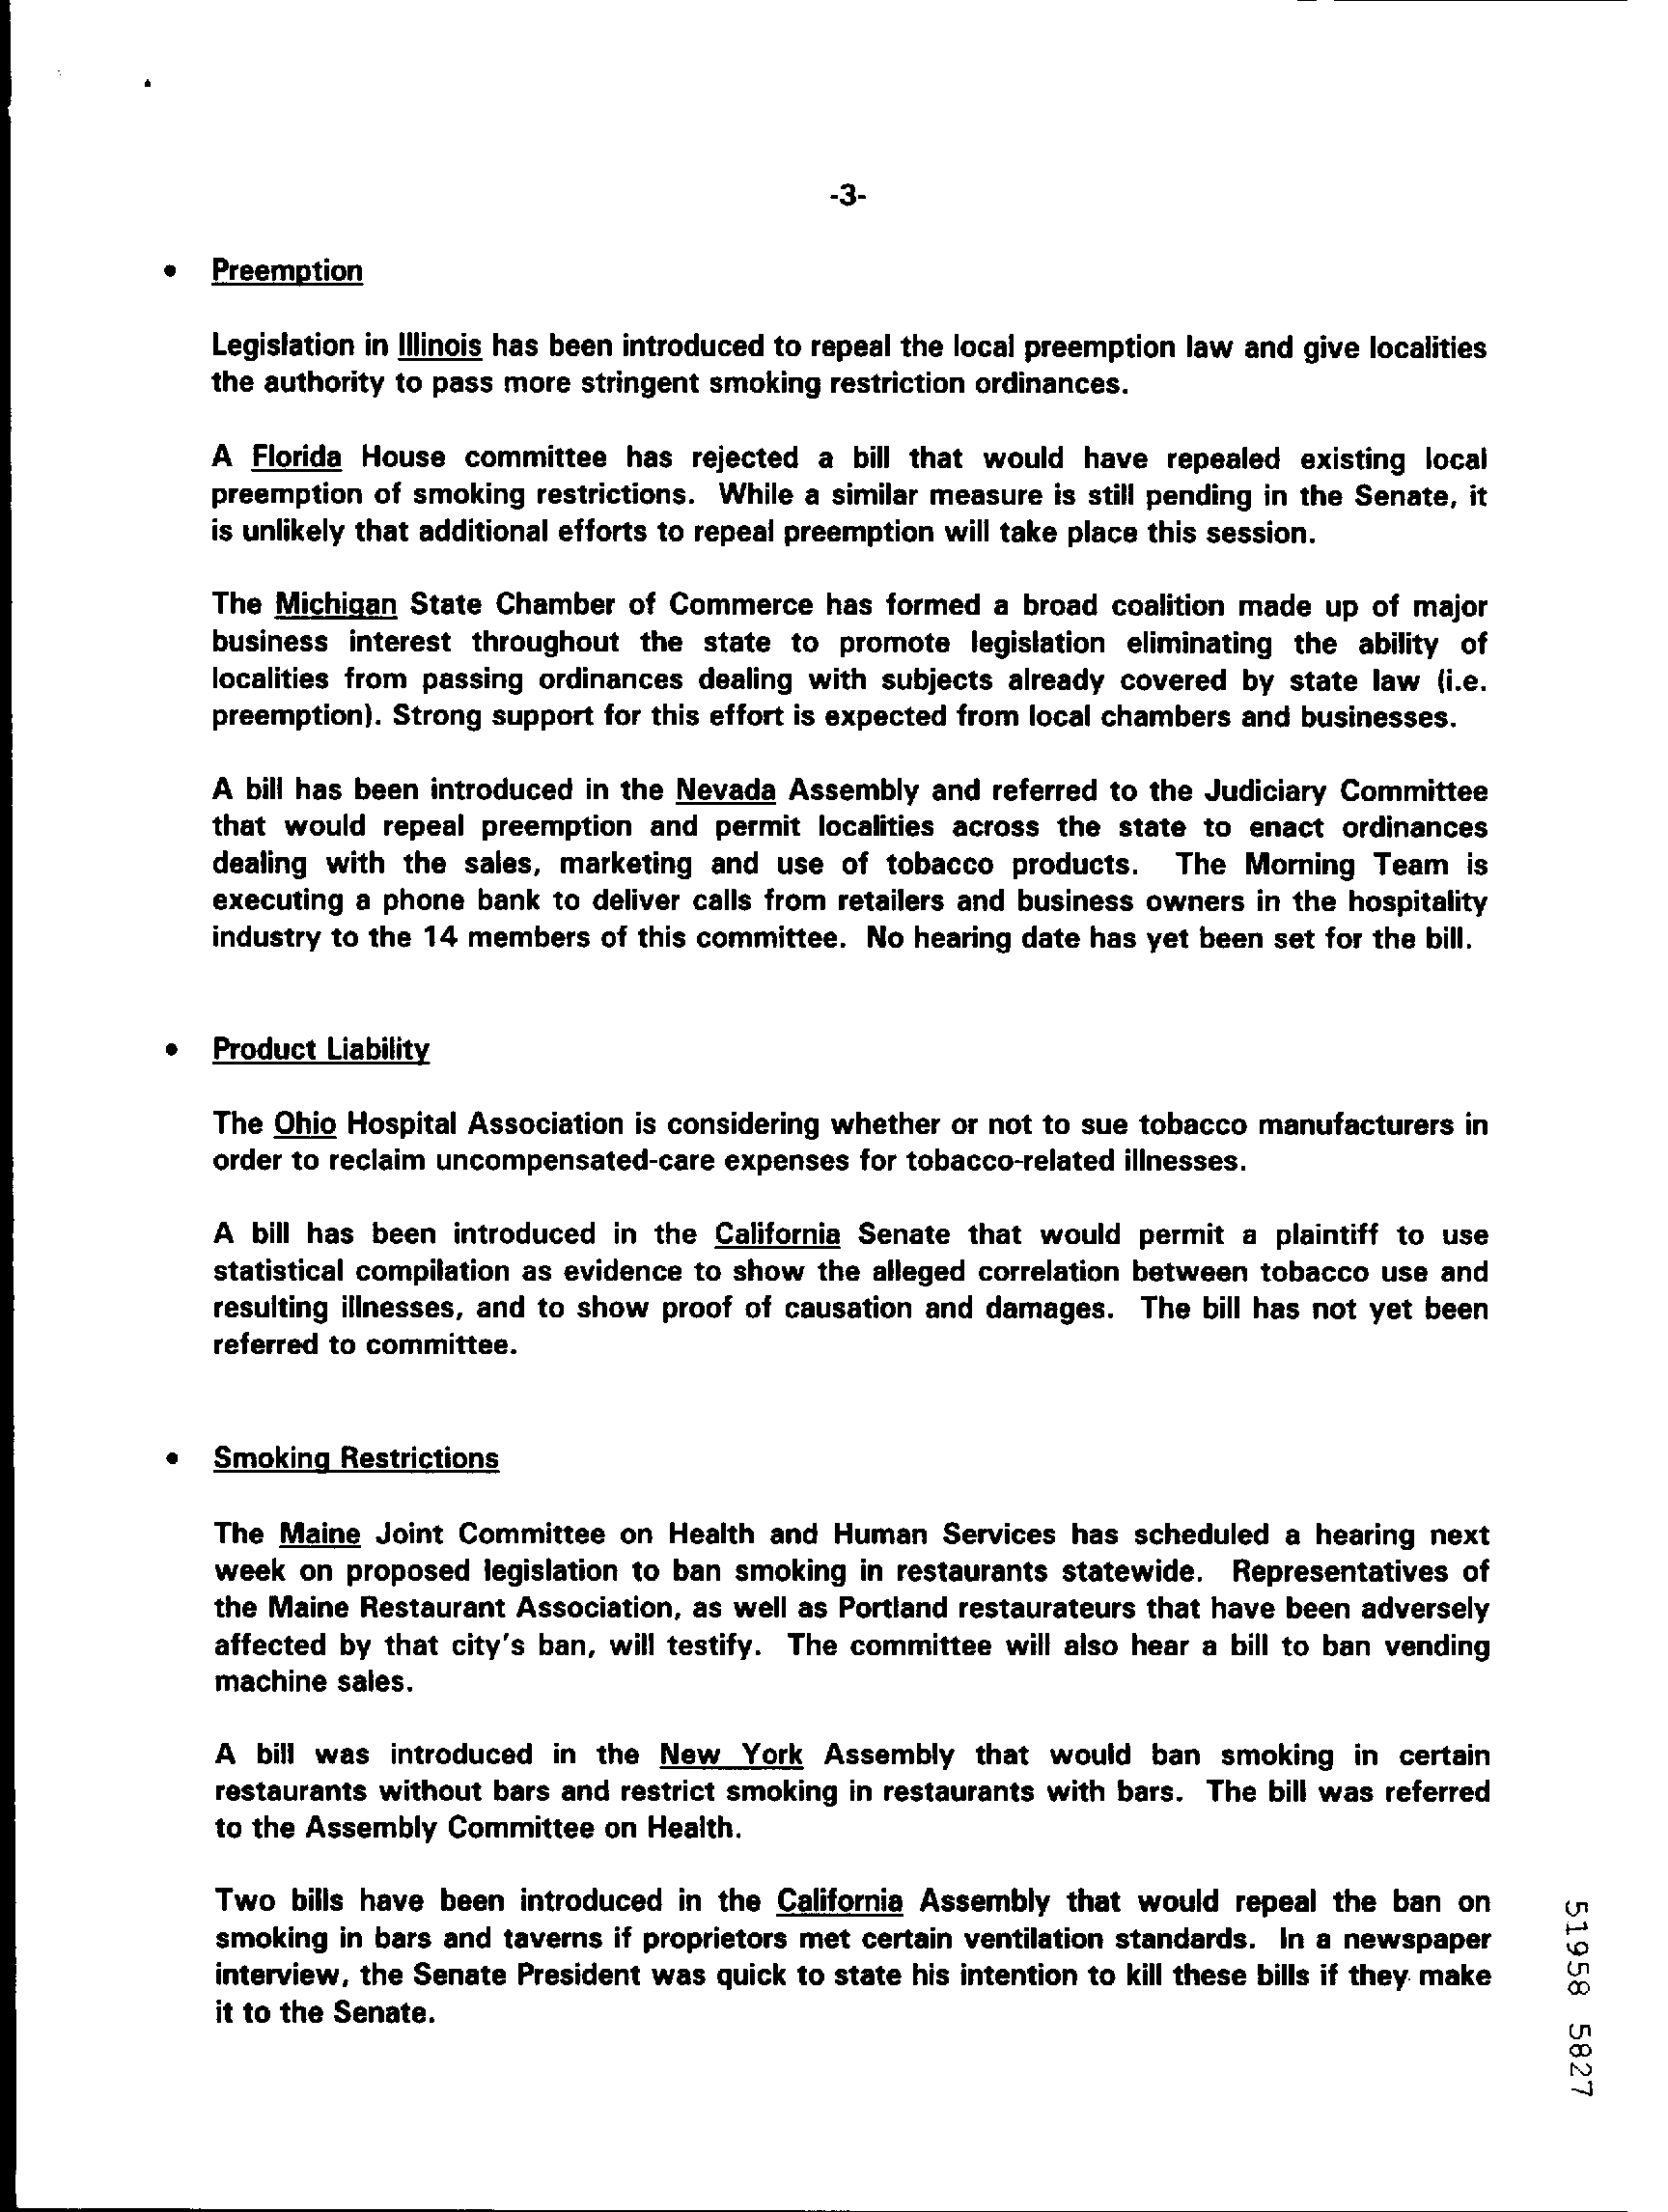 -3-
• Preemption
Legislation in Illinois has been introduced to repeal the local preemption law and give localities
the authority to pass more stringent smoking restriction ordinances.
A Florida House committee has rejected a bill that would have repealed existing local
preemption of smoking restrictions. While a similar measure is still pending in the Senate, it
is unlikely that additional efforts to repeal preemption will take place this session.
The Michigan State Chamber of Commerce has formed a broad coalition made up of major
business interest throughout the state to promote legislation eliminating the ability of
localities from passing ordinances dealing with subjects already covered by state law (i.e.
preemption). Strong support for this effort is expected from local chambers and businesses.
A bill has been introduced in the Nevada Assembly and referred to the Judiciary Committee
that would repeal preemption and permit localities across the state to enact ordinances
dealing with the sales, marketing and use of tobacco products. The Morning Team is
executing a phone bank to deliver calls from retailers and business owners in the hospitality
industry to the 14 members of this committee. No hearing date has yet been set for the bill.
• Product Liability
The Ohio Hospital Association is considering whether or not to sue tobacco manufacturers in
order to reclaim uncompensated-care expenses for tobacco-related illnesses.
A bill has been introduced in the California Senate that would permit a plaintiff to use
statistical compilation as evidence to show the alleged correlation between tobacco use and
resulting illnesses, and to show proof of causation and damages. The bill has not yet been
referred to committee.
• Smoking Restrictions
The Maine Joint Committee on Health and Human Services has scheduled a hearing next
week on proposed legislation to ban smoking in restaurants statewide. Representatives of
the Maine Restaurant Association, as well as Portland restaurateurs that have been adversely
affected by that city's ban, will testify. The committee will also hear a bill to ban vending
machine sales.
A bill was introduced in the New York Assembly that would ban smoking in certain
restaurants without bars and restrict smoking in restaurants with bars. The bill was referred
to the Assembly Committee on Health.
Two bills have been introduced in the California Assembly that would repeal the ban on
smoking in bars and taverns if proprietors met certain ventilation standards. In a newspaper
interview, the Senate President was quick to state his intention to kill these bills if they make
it to the Senate.
51958 5827